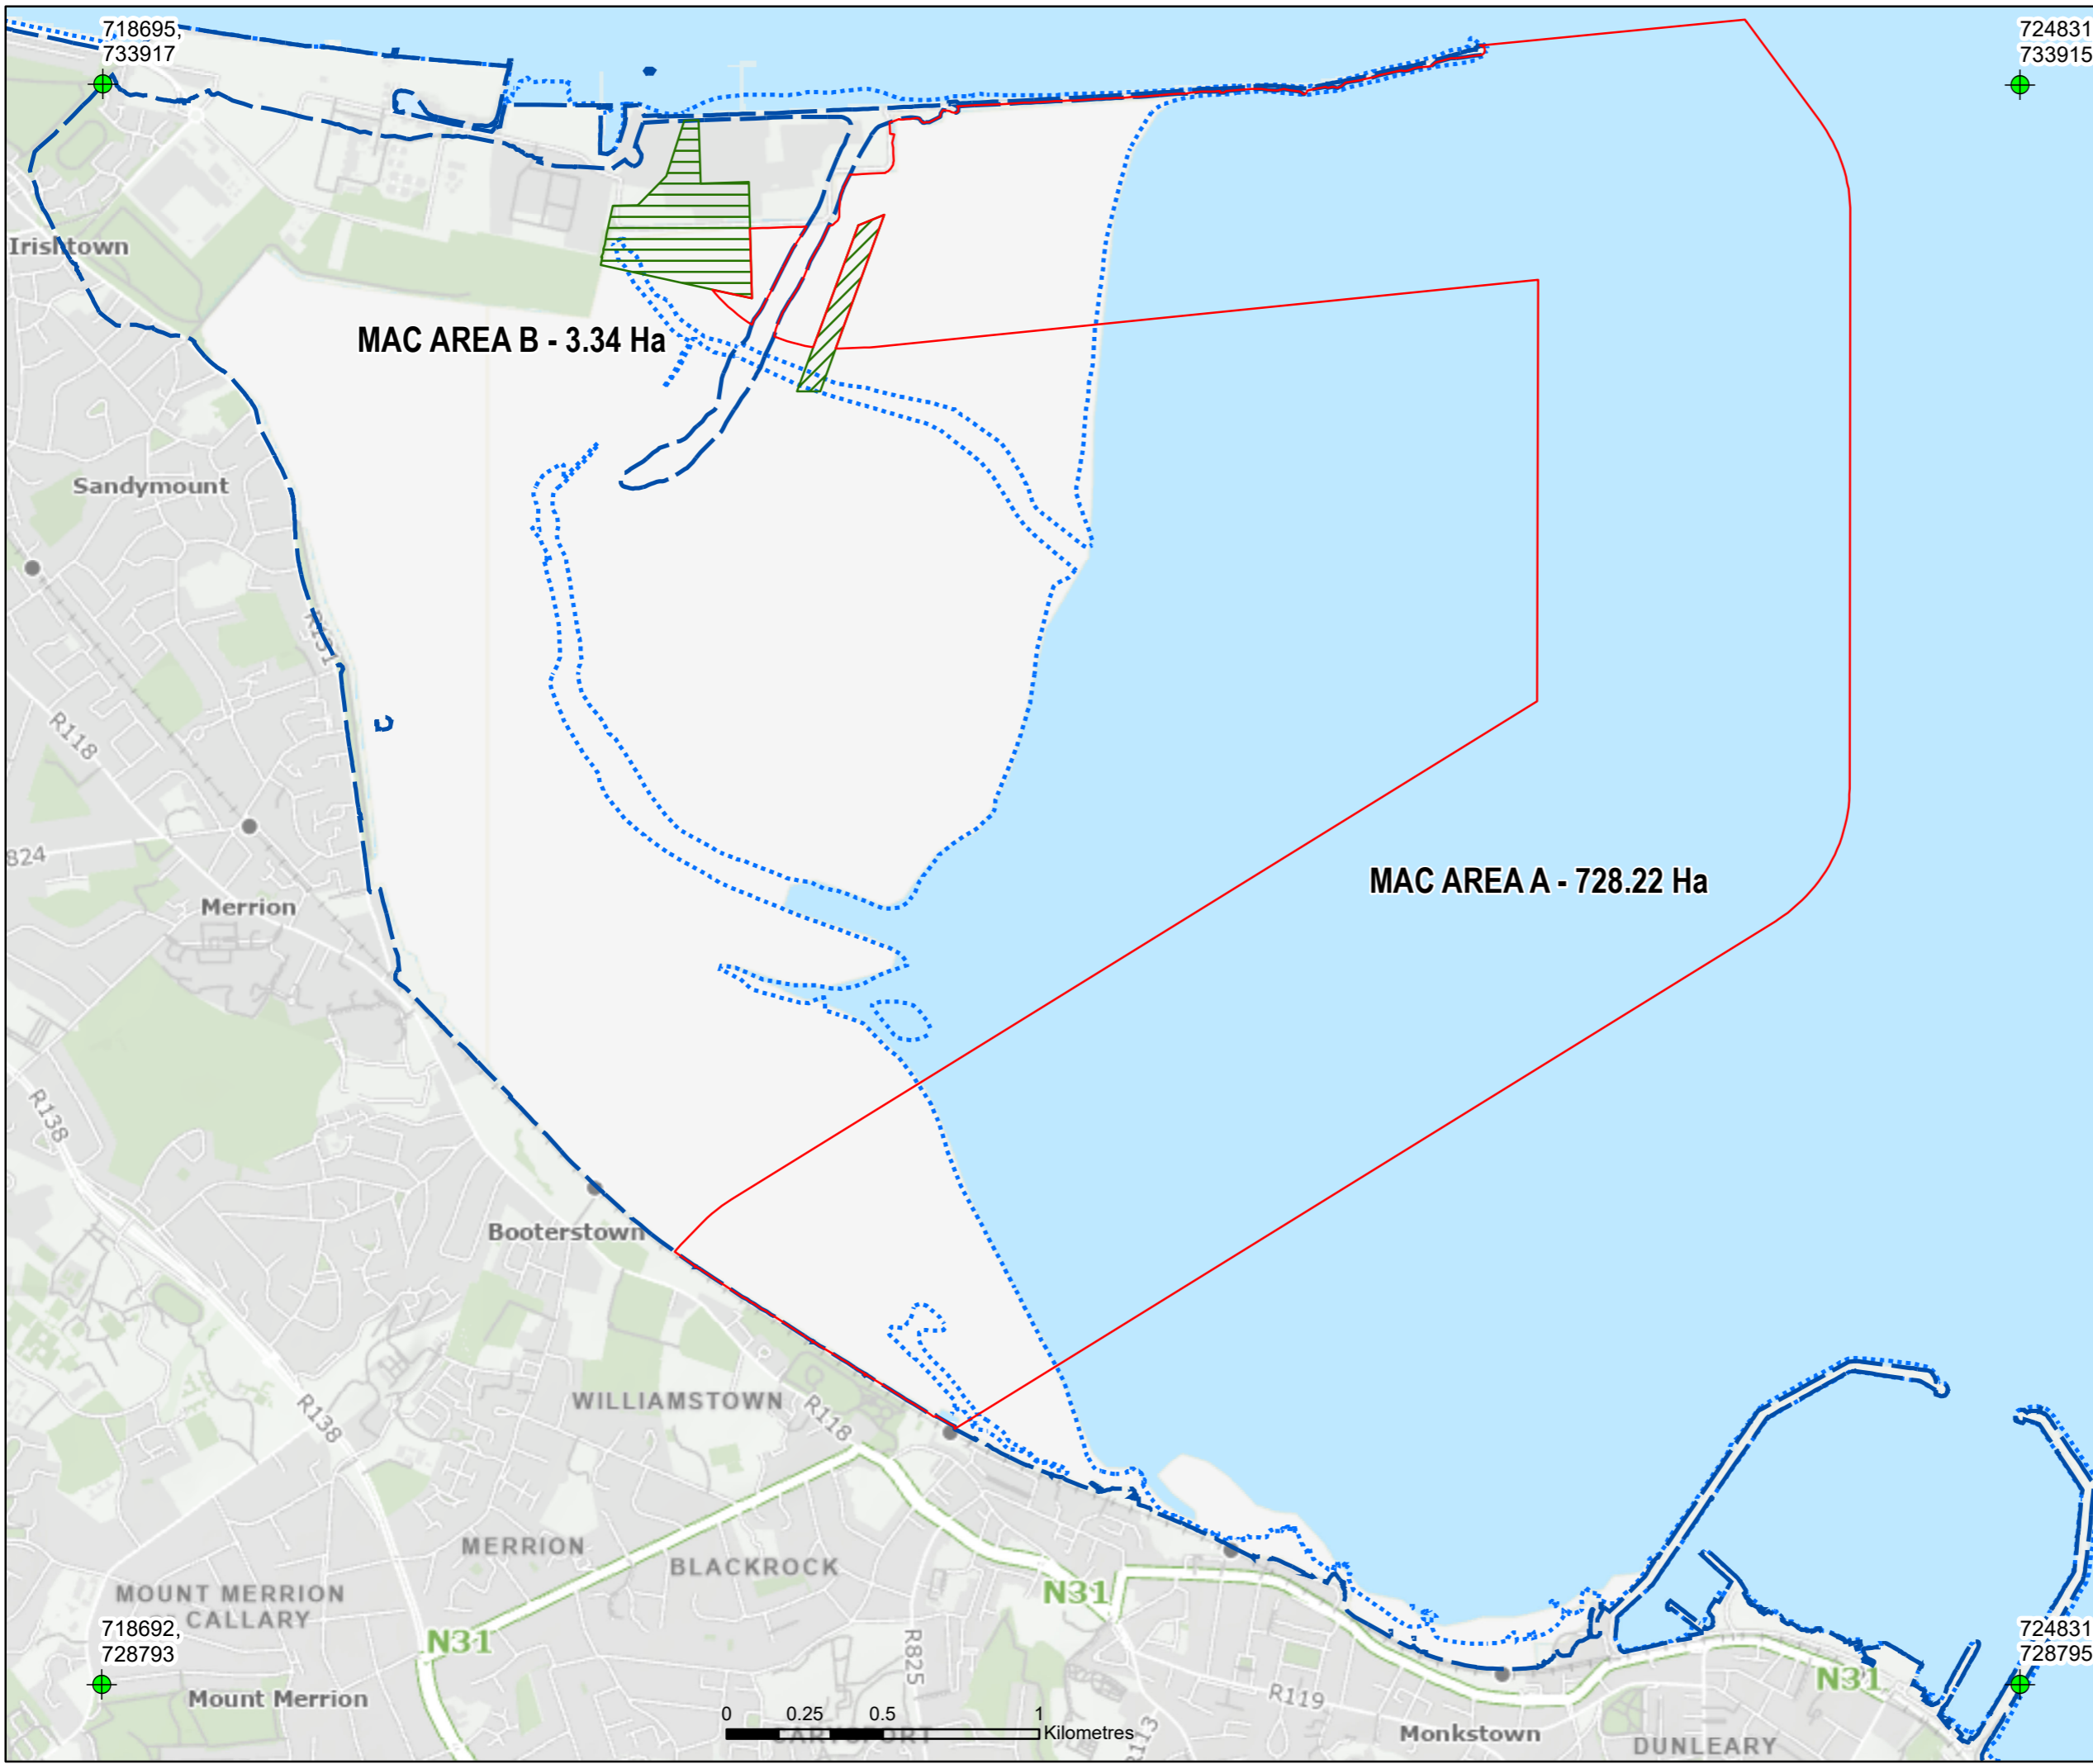 718695,
733917
724831
733915
Irishtown
MAC AREA B - 3.34 Ha
Sandymount
R131
R118
824
MAC AREA A - 728.22 Ha
Merrion
R138
Booterstown
WILLIAMSTOWN
R118
R138
MERRION
BLACKROCK
MOUNT MERRION
CALLARY
N31
N31
718692,
728793
R825
724831
728795
N31
Mount Merrion
R119
0 0.25 0.5 1
Kilometres
R113
Monkstown
DUNLEARY